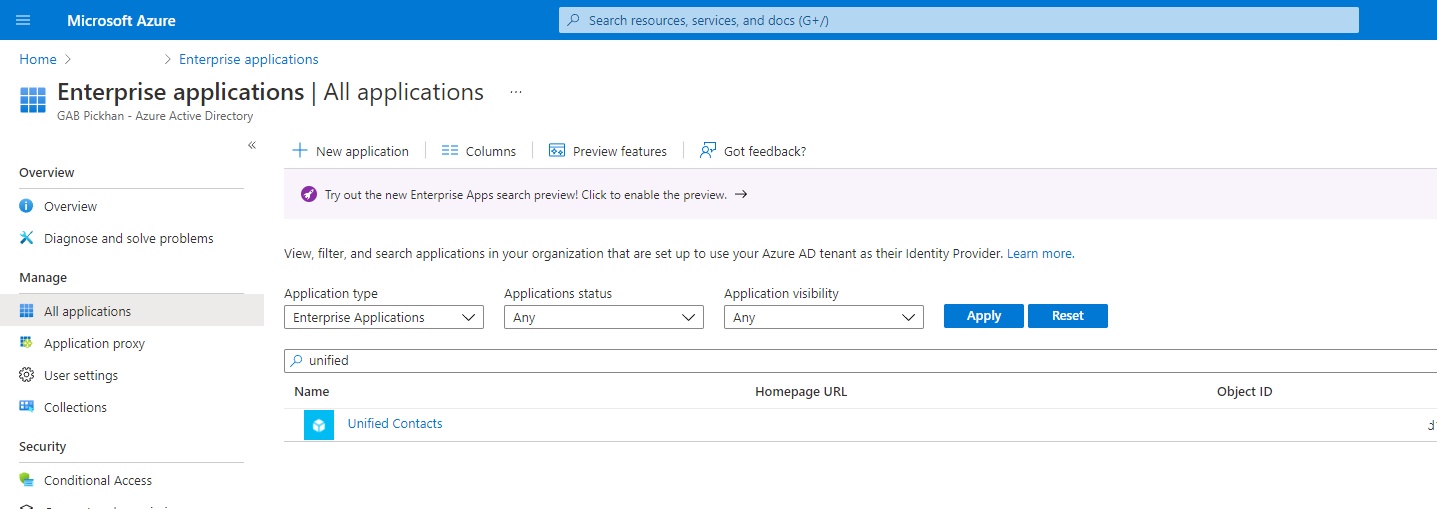 Microsoft Azure
Search resources, services, and docs (G+/)
Home > > Enterprise applications
Enterprise applications | All applications ...
GAB Pickhan - Azure Active Directory
«
New application
Columns
Preview features
Got feedback?
Overview
Try out the new Enterprise Apps search preview! Click to enable the preview. →
Overview
Diagnose and solve problems
View, filter, and search applications in your organization that are set up to use your Azure AD tenant as their Identity Provider. Learn more.
Manage
Application type
Applications status
Application visibility
All applications
Enterprise Applications
Any
Any
Apply
Reset
Application proxy
unified
User settings
Name
Homepage URL
Object ID
Collections
Unified Contacts
Security
Conditional Access